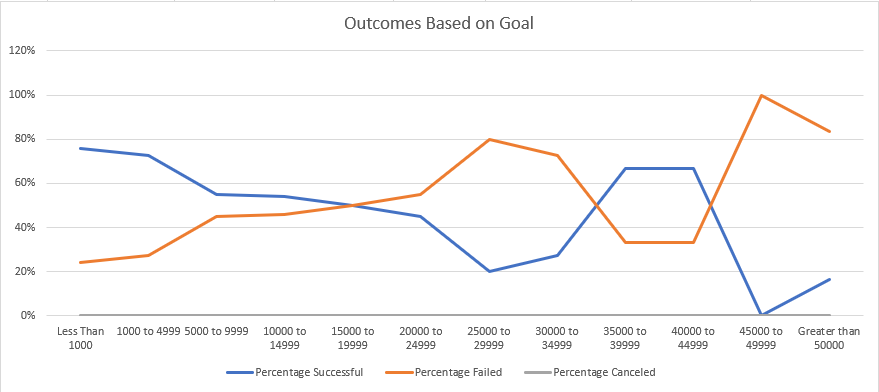 Outcomes Based on Goal
120%
100%
80%
60%
40%
20%
0%
Less Than 1000
1000 to 4999
5000 to 9999
10000 to 14999
15000 to 19999
20000 to 24999
25000 to 29999
30000 to 34999
35000 to 39999
40000 to 44999
45000 to 49999
Greater than 50000
Percentage Successful
Percentage Failed
Percentage Canceled